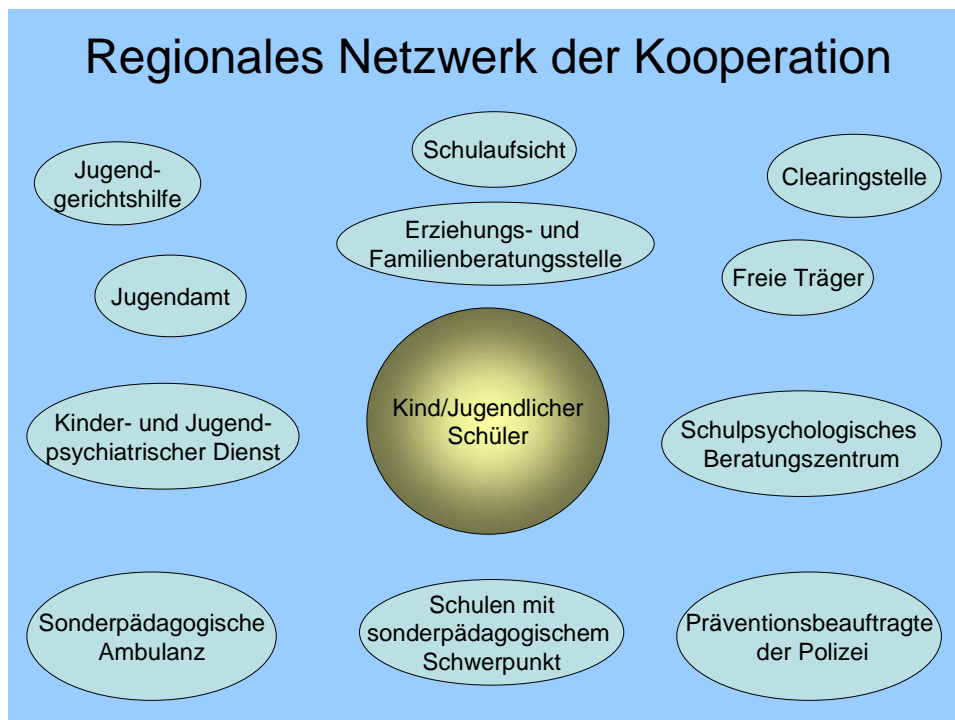 Regionales Netzwerk der Kooperation
Schulaufsicht
Jugend-
gerichtshilfe
Clearingstelle
Erziehungs- und
Familienberatungsstelle
Freie Träger
Jugendamt
Kind/Jugendlicher
Schüler
Kinder- und Jugend-
psychiatrischer Dienst
Schulpsychologisches
Beratungszentrum
Sonderpädagogische
Ambulanz
Schulen mit
sonderpädagogischem
Schwerpunkt
Präventionsbeauftragte
der Polizei